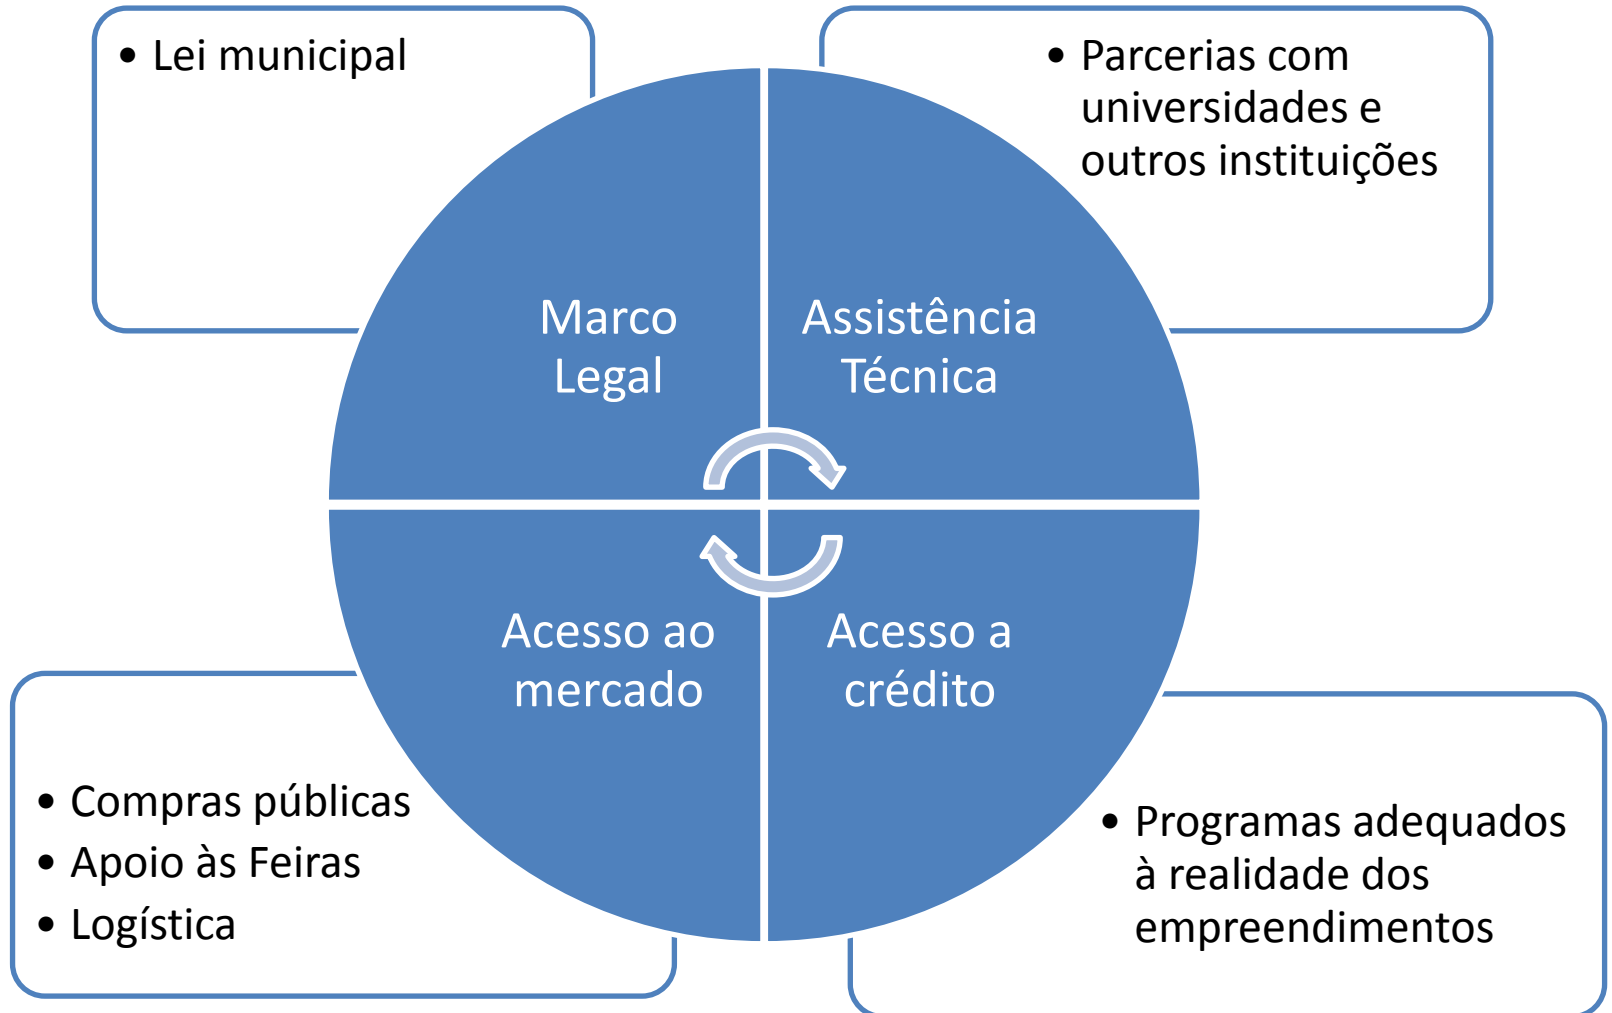 • Lei municipal
• Parcerias com
universidades e
outros instituições
Marco
Legal
Assistência
Técnica
Acesso ao
mercado
Acesso a
crédito
• Compras públicas
• Apoio às Feiras
• Logística
• Programas adequados
à realidade dos
empreendimentos